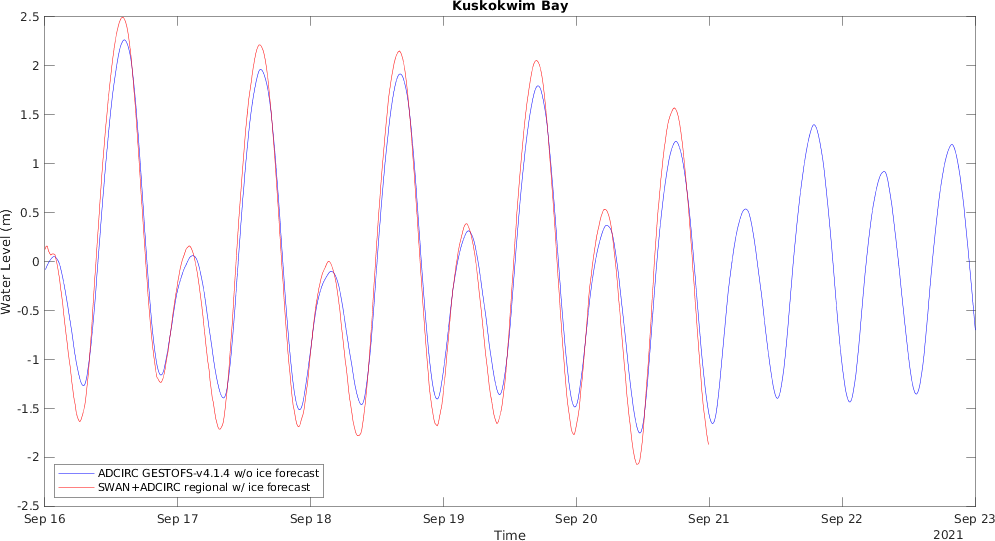 Kuskokwim Bay
2.5
2
1.5
1
0.5
0
-0.5
-1
-1.5
-2
-2.5
Water Level (m)
ADCIRC GESTOFS-v4.1.4 w/o ice forecast
SWAN+ADCIRC regional w/ ice forecast
Sep 16 Sep 17 Sep 18 Sep 19 Sep 20 Sep 21 Sep 22 Sep 23
Time
2021